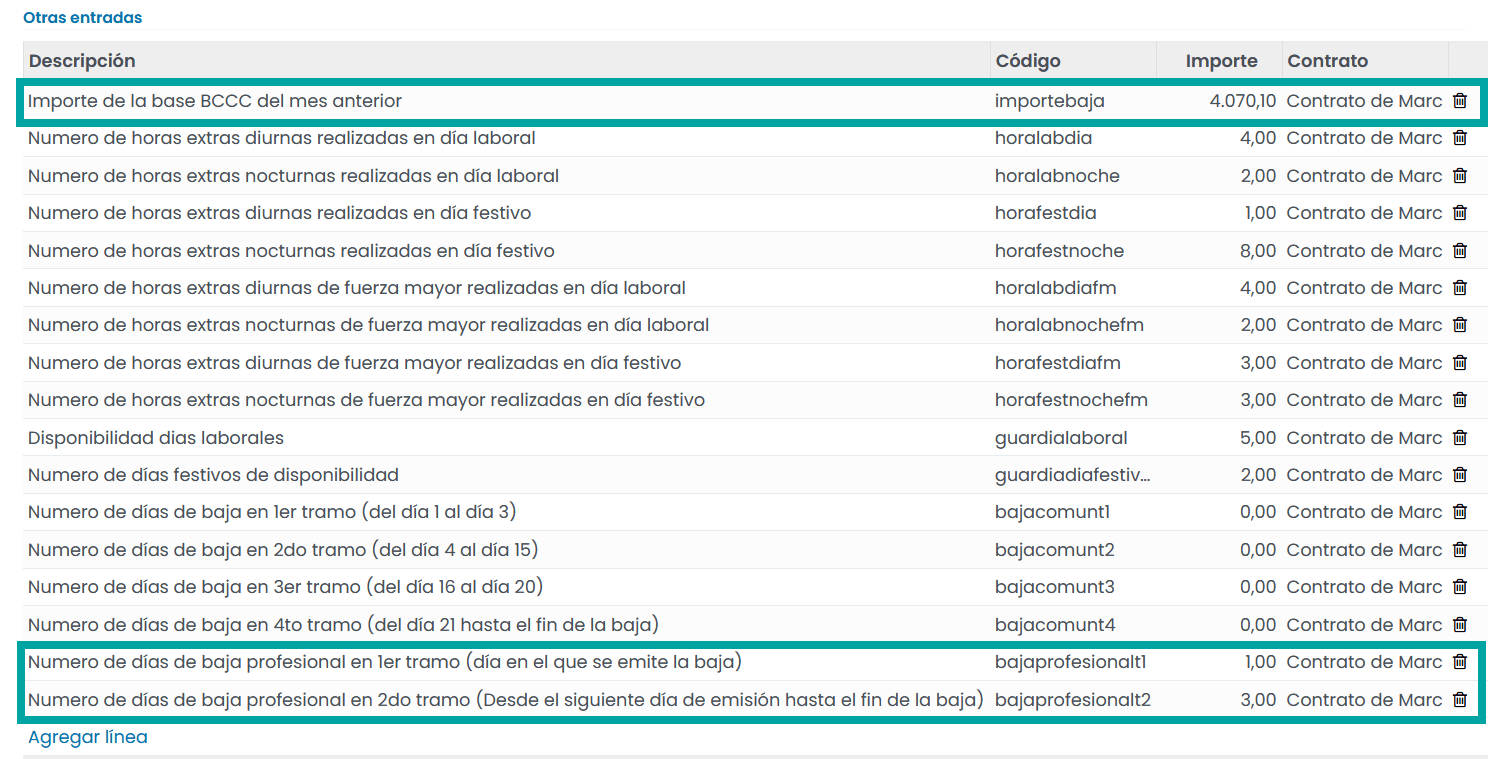 Otras entradas
Descripción Código Importe Contrato
Importe de la base BCCC del mes anterior importebaja 4.070,10 Contrato de Marc
Numero de horas extras diurnas realizadas en día laboral horalabdia 4,00 Contrato de Marc
Numero de horas extras nocturnas realizadas en día laboral horalabnoche 2,00 Contrato de Marc
Numero de horas extras diurnas realizadas en día festivo horafestdia 1,00 Contrato de Marc
Numero de horas extras nocturnas realizadas en día festivo horafestnoche 8,00 Contrato de Marc
Numero de horas extras diurnas de fuerza mayor realizadas en día laboral horalabdiafm 4,00 Contrato de Marc
Numero de horas extras nocturnas de fuerza mayor realizadas en día laboral horalabnochefm 2,00 Contrato de Marc
Numero de horas extras diurnas de fuerza mayor realizadas en día festivo horafestdiafm 3,00 Contrato de Marc
Numero de horas extras nocturnas de fuerza mayor realizadas en día festivo horafestnochefm 3,00 Contrato de Marc
Disponibilidad dias laborales guardialaboral 5,00 Contrato de Marc
Numero de días festivos de disponibilidad guardiadiafestiv... 2,00 Contrato de Marc
Numero de días de baja en 1er tramo (del día 1 al día 3) bajacomunt1 0,00 Contrato de Marc
Numero de días de baja en 2do tramo (del día 4 al día 15) bajacomunt2 0,00 Contrato de Marc
Numero de días de baja en 3er tramo (del día 16 al día 20) bajacomunt3 0,00 Contrato de Marc
Numero de días de baja en 4to tramo (del día 21 hasta el fin de la baja) bajacomunt4 0,00 Contrato de Marc
Numero de días de baja profesional en 1er tramo (día en el que se emite la baja) bajaprofesionalt1 1,00 Contrato de Marc
Numero de días de baja profesional en 2do tramo (Desde el siguiente día de emisión hasta el fin de la baja) bajaprofesionalt2 3,00 Contrato de Marc
Agregar línea